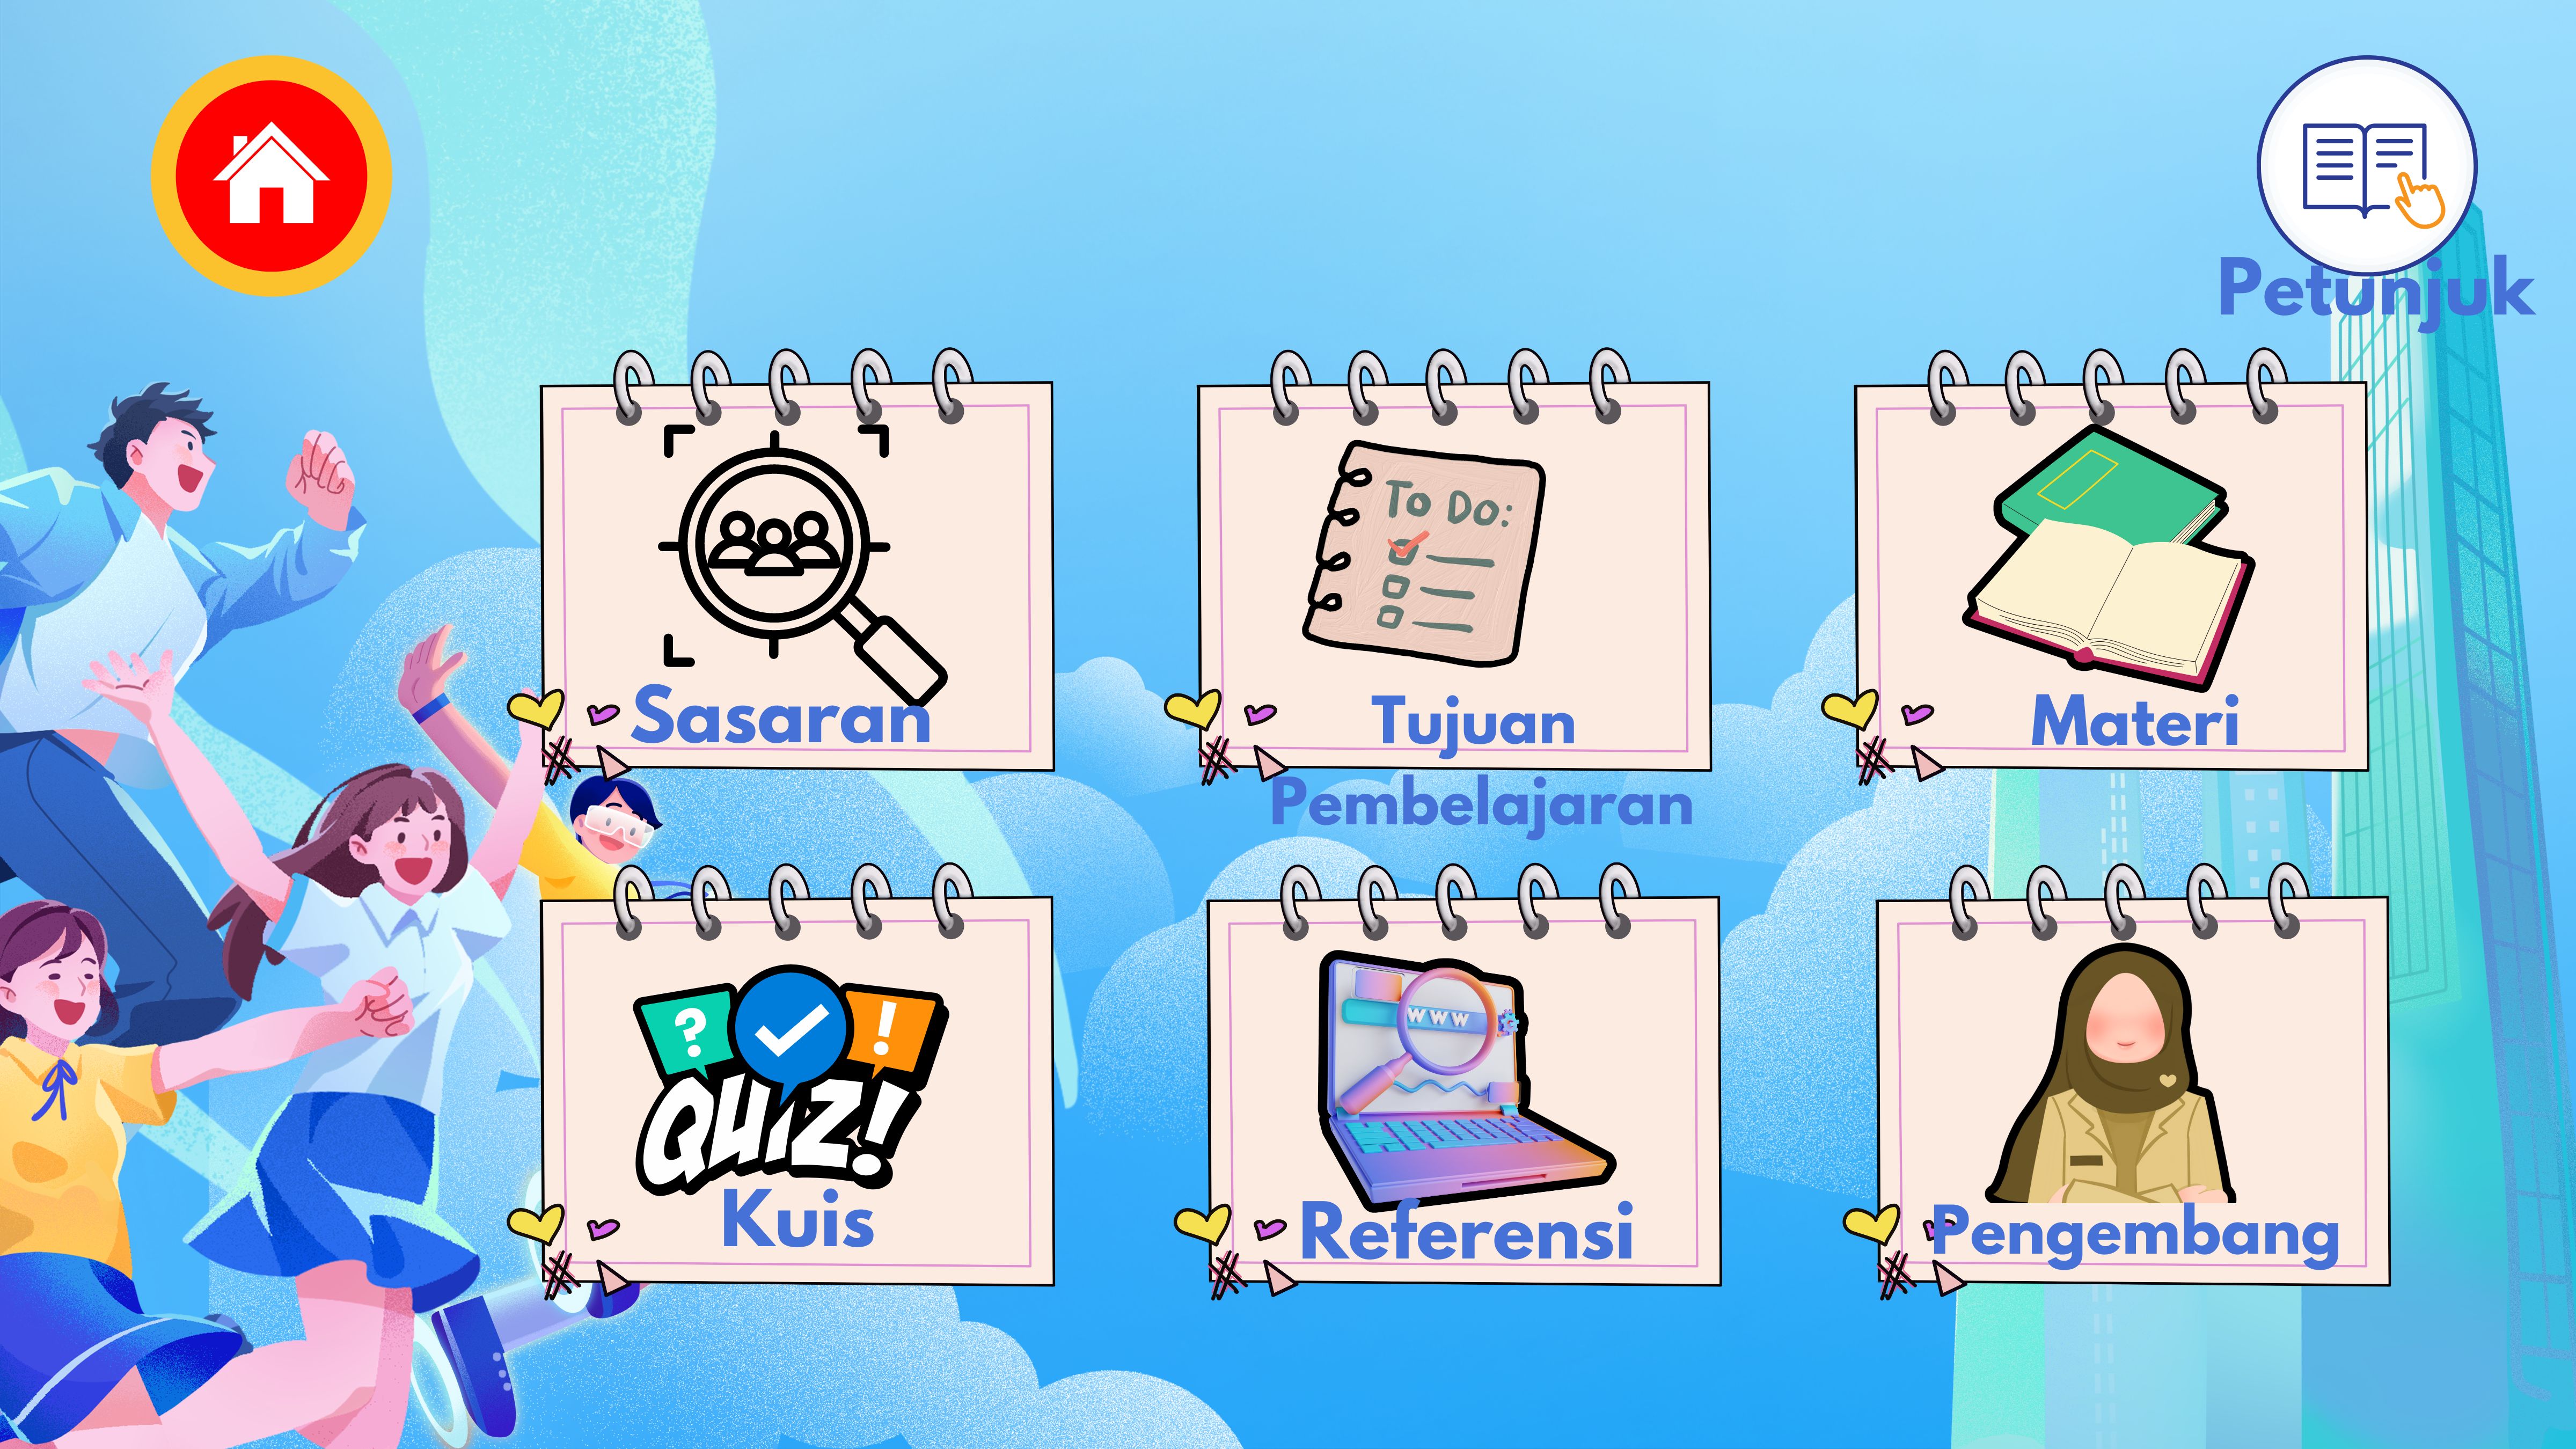 Petunjuk
Sasaran
To Do:
Tujuan
Pembelajaran
Materi
?
!
QUIZ!
Kuis
www
Referensi
Pengembang